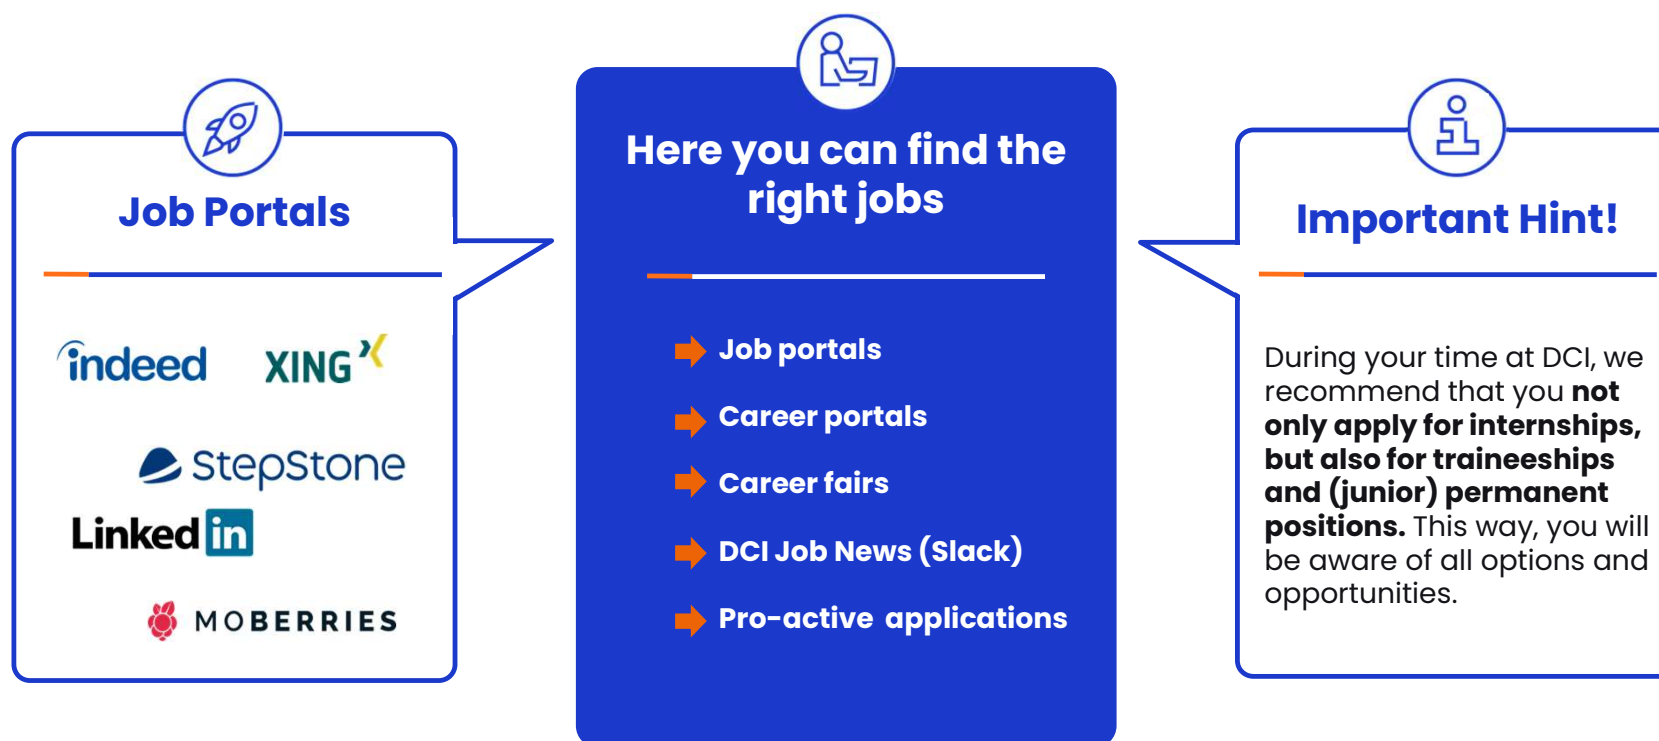 Job Portals
indeed
XING
StepStone
Linked in
MOBERRIES
Here you can find the
right jobs
Job portals
Career portals
Career fairs
DCI Job News (Slack)
Pro-active applications
Important Hint!
During your time at DCI, we
recommend that you not
only apply for internships,
but also for traineeships
and (junior) permanent
positions. This way, you will
be aware of all options and
opportunities.